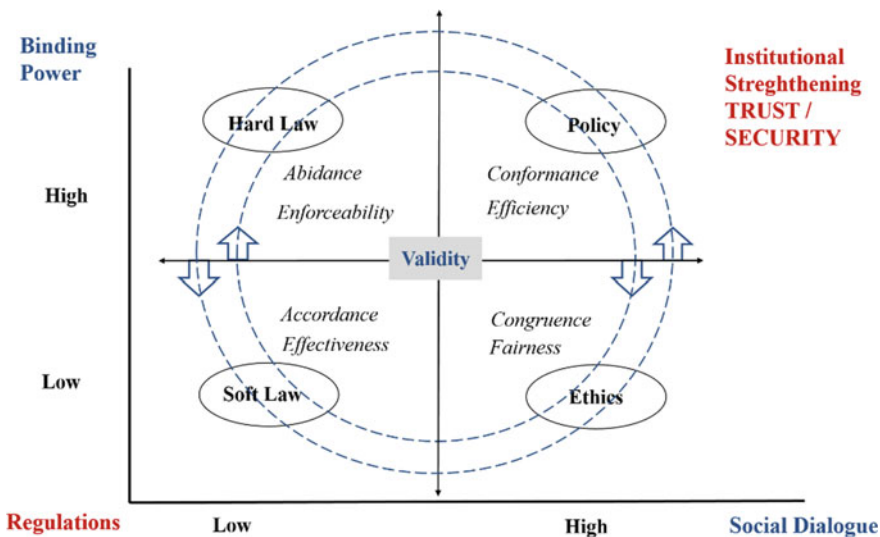 Binding
Power
Institutional
Streghthening
TRUST /
SECURITY
Hard Law
Policy
Abidance
Enforceability
Conformance
Efficiency
High
Validity
Accordance
Effectiveness
Congruence
Fairness
Low
Soft Law
Ethics
Regulations
Low
High
Social Dialogue